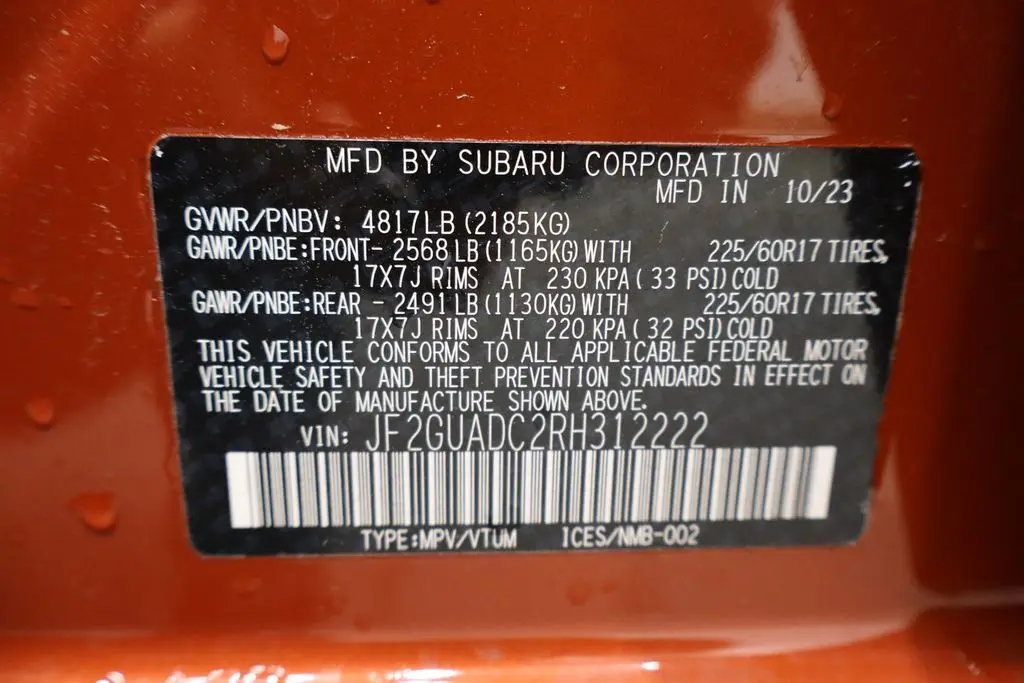 MFD BY SUBARU CORPORATION
MFD IN 10/23
GVWR/PNBV: 4817LB (2185KG)
GAWR/PNBE:FRONT- 2568 LB(1165KG)WITH 225/60R17 TIRES,
17X7J RIMS AT 230 KPA ( 33 PSI) COLD
GAWR/PNBE:REAR - 2491 LB(1130KG)WITH 225/60R17 TIRES,
17X7J RIMS AT 220 KPA ( 32 PSI) COLD
THIS VEHICLE CONFORMS TO ALL APPLICABLE FEDERAL MOTOR
VEHICLE SAFETY AND THEFT PREVENTION STANDARDS IN EFFECT ON
THE DATE OF MANUFACTURE SHOWN ABOVE.
VIN: JF2GUADC2RH312222
TYPE:MPV/VTUM ICES/NMB-002